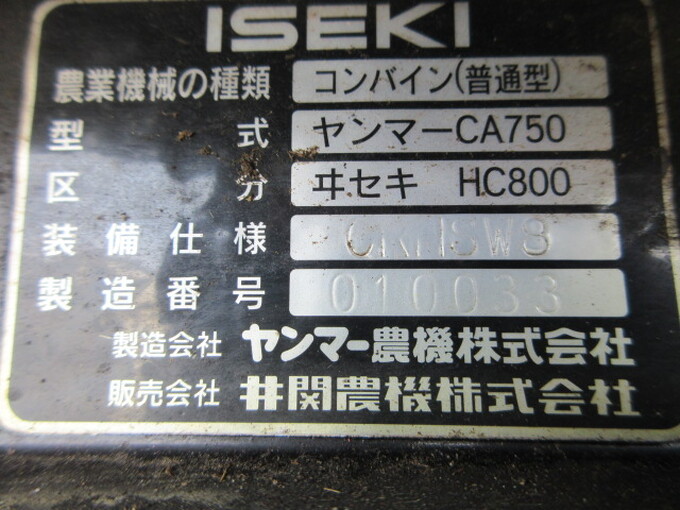 ISEKI
農業機械の種類 コンバイン(普通型)
型式 ヤンマーCA750
区分 ヰセキ HC800
装備仕様
製造番号 010033
製造会社 ヤンマー農機株式会社
販売会社 井関農機株式会社